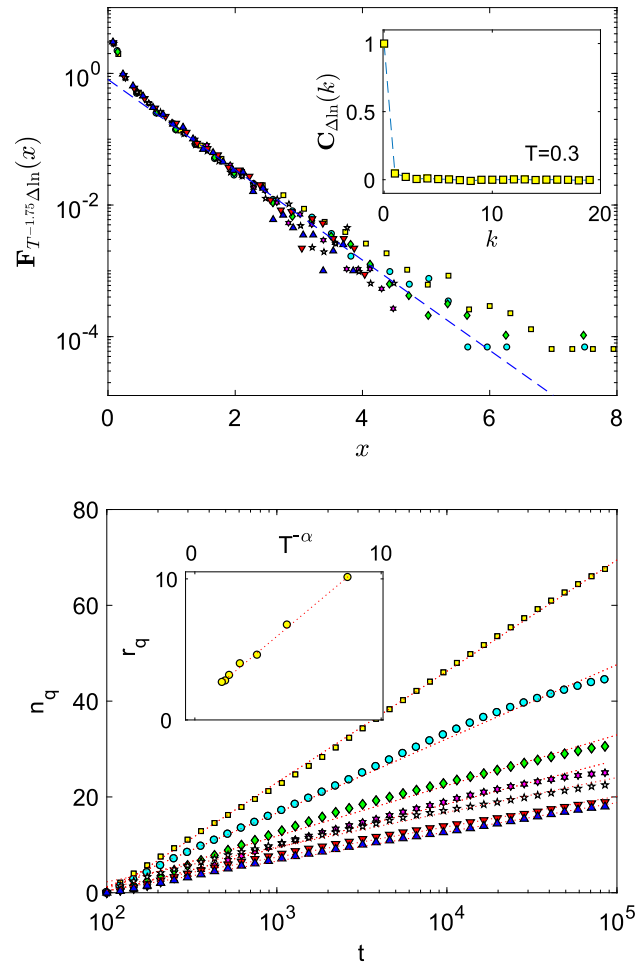 10^0
10^{-2}
10^{-4}
F_{T^{-1.75}Δln}(x)
0 2 4 6 8
x
1
0.5
0
C_{Δln}(k)
T=0.3
0 10 20
k
80
60
40
20
0
n_q
10^2 10^3 10^4 10^5
t
T^{-α}
0 10
10
0
r_q